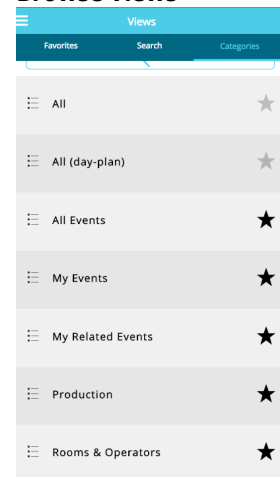 Browse Views
Views
Favorites Search Categories
All
All (day-plan)
All Events
My Events
My Related Events
Production
Rooms & Operators